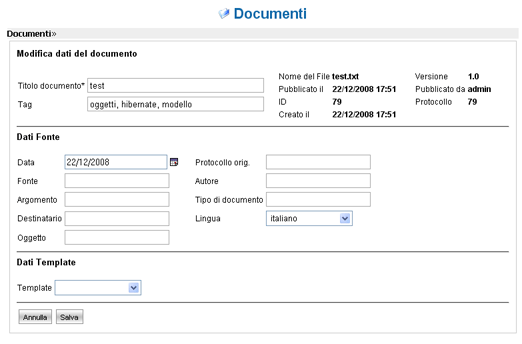 Documenti
Documenti»
Modifica dati del documento
Titolo documento* test
Tag oggetti, hibernate, modello
Nome del File test.txt Versione 1.0
Pubblicato il 22/12/2008 17:51 Pubblicato da admin
ID 79 Protocollo 79
Creato il 22/12/2008 17:51
Dati Fonte
Data 22/12/2008 Protocollo orig.
Fonte Autore
Argomento Tipo di documento
Destinatario Lingua italiano
Oggetto
Dati Template
Template
Annulla Salva